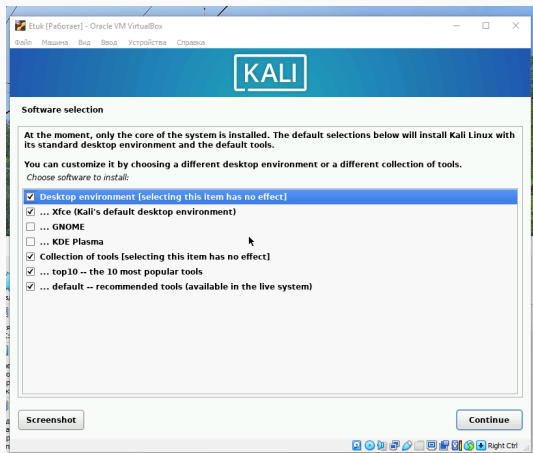 Etuk [Работает] - Oracle VM VirtualBox
Файл Машина Вид Ввод Устройства Справка
KALI
Software selection
At the moment, only the core of the system is installed. The default selections below will install Kali Linux with
its standard desktop environment and the default tools.
You can customize it by choosing a different desktop environment or a different collection of tools.
Choose software to install:
Desktop environment [selecting this item has no effect]
... Xfce (Kali's default desktop environment)
... GNOME
... KDE Plasma
Collection of tools [selecting this item has no effect]
... top10 -- the 10 most popular tools
... default -- recommended tools (available in the live system)
Screenshot
Continue
Right Ctrl